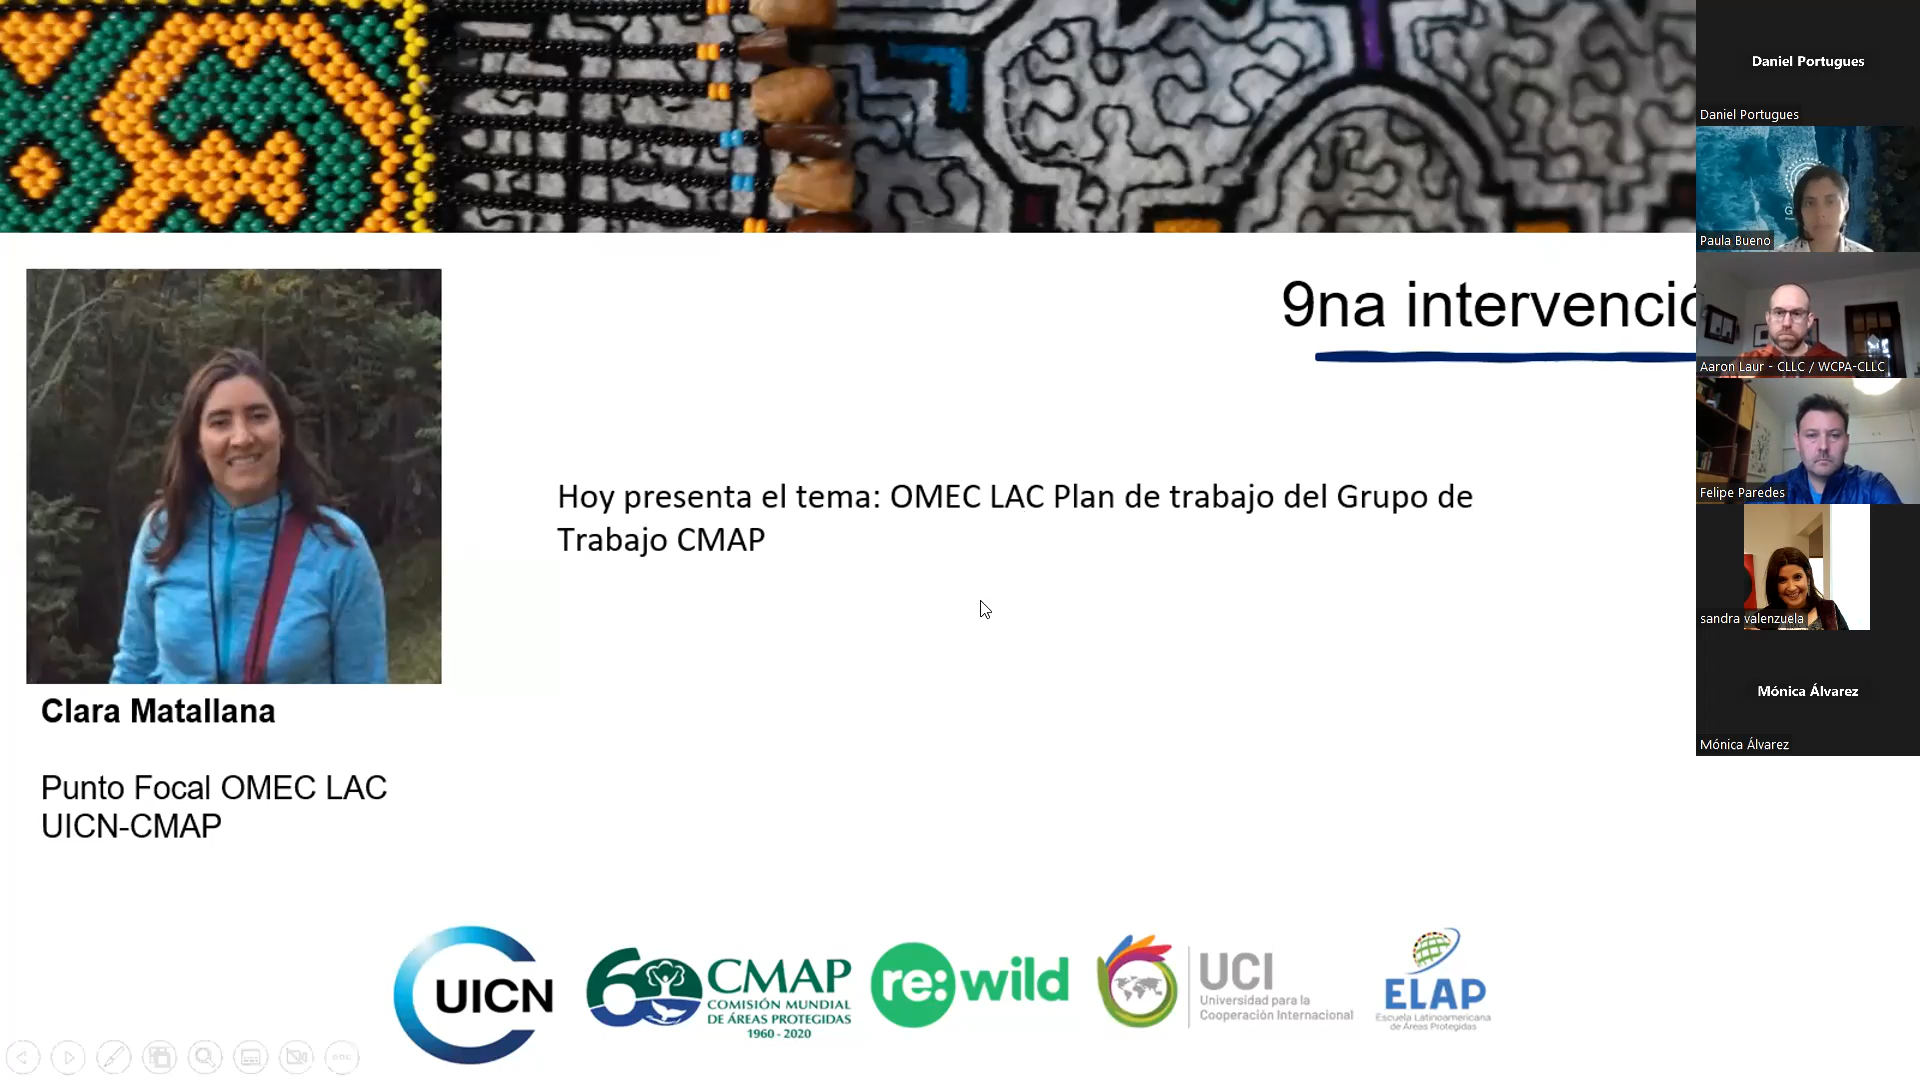 9na intervenció
Hoy presenta el tema: OMEC LAC Plan de trabajo del Grupo de
Trabajo CMAP
Clara Matallana
Punto Focal OMEC LAC
UICN-CMAP
UICN
60 CMAP
COMISIÓN MUNDIAL
DE ÁREAS PROTEGIDAS
1960 - 2020
re:wild
UCI
Universidad para la
Cooperación Internacional
ELAP
Escuela Latinoamericana
de Áreas Protegidas
Daniel Portugues
Daniel Portugues
Paula Bueno
Aaron Laur - CLLC / WCPA-CLLC
Felipe Paredes
sandra valenzuela
Mónica Álvarez
Mónica Álvarez